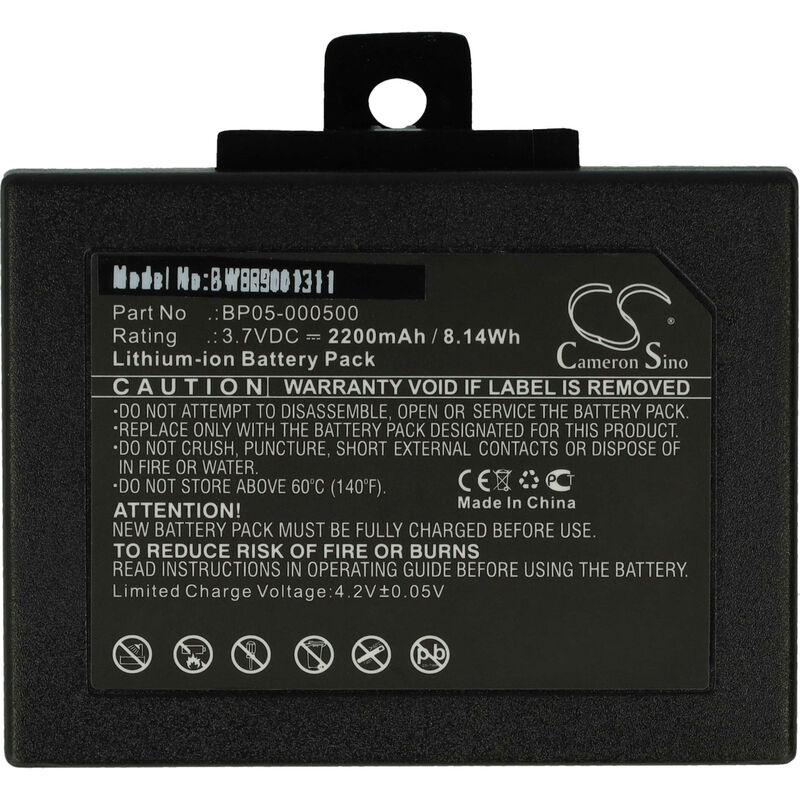 Model No:
Part No .: BP05-000500
Rating .: 3.7VDC ⎓ 2200mAh / 8.14Wh
Lithium-ion Battery Pack
CS
Cameron Sino
CAUTION WARRANTY VOID IF LABEL IS REMOVED
•DO NOT ATTEMPT TO DISASSEMBLE, OPEN OR SERVICE THE BATTERY PACK.
•REPLACE ONLY WITH THE BATTERY PACK DESIGNATED FOR THIS PRODUCT.
•DO NOT CRUSH, PUNCTURE, SHORT EXTERNAL CONTACTS OR DISPOSE OF
IN FIRE OR WATER.
•DO NOT STORE ABOVE 60°C (140°F).
CE FC
Made In China
ATTENTION!
NEW BATTERY PACK MUST BE FULLY CHARGED BEFORE USE.
TO REDUCE RISK OF FIRE OR BURNS
READ INSTRUCTIONS IN OPERATING GUIDE BEFORE USING THE BATTERY.
Limited Charge Voltage:4.2V±0.05V
pb